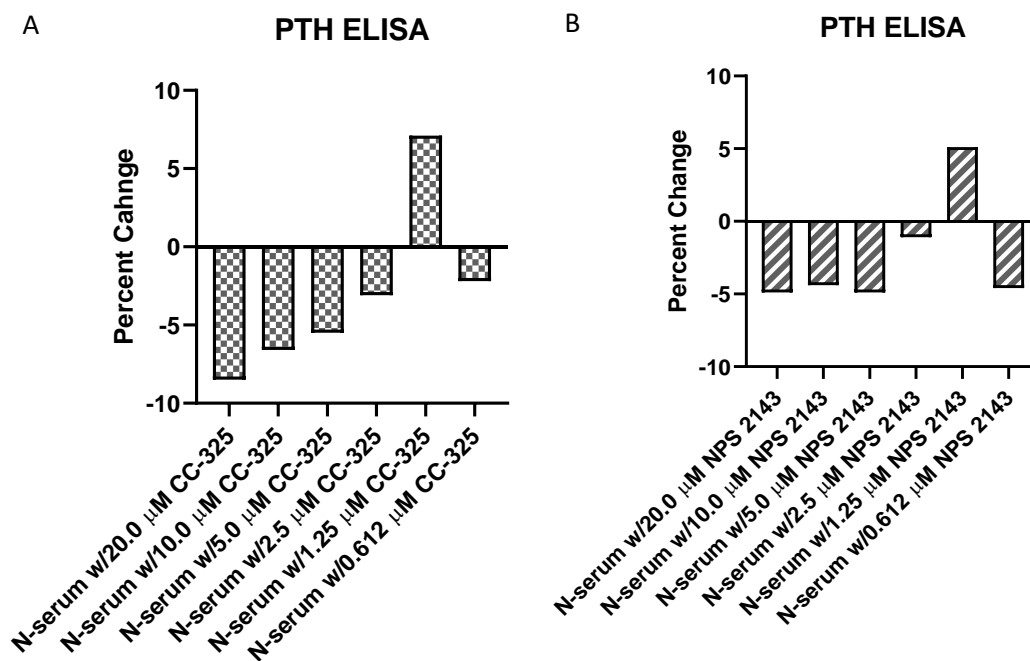 A
PTH ELISA
10
5
0
-5
-10
Percent Cahnge
N-serum w/20.0 μM CC-325
N-serum w/10.0 μM CC-325
N-serum w/5.0 μM CC-325
N-serum w/2.5 μM CC-325
N-serum w/1.25 μM CC-325
N-serum w/0.612 μM CC-325
B
PTH ELISA
10
5
0
-5
-10
Percent Change
N-serum w/20.0 μM NPS 2143
N-serum w/10.0 μM NPS 2143
N-serum w/5.0 μM NPS 2143
N-serum w/2.5 μM NPS 2143
N-serum w/1.25 μM NPS 2143
N-serum w/0.612 μM NPS 2143